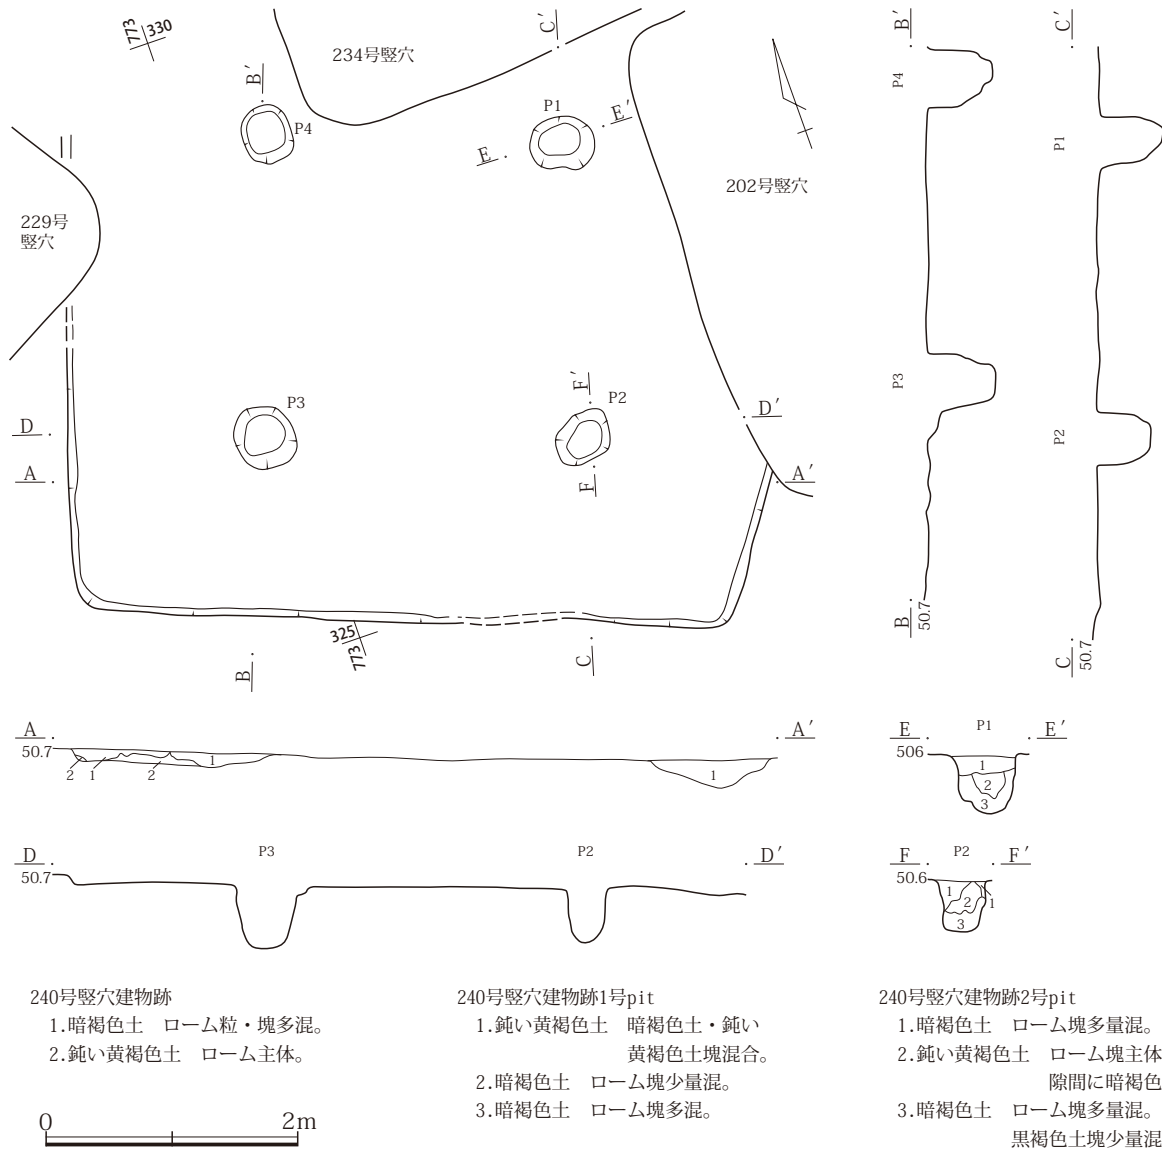 773
330
234号竪穴
C′
B′
P4
P1
E′
E
202号竪穴
229号
竪穴
P3
F′
P2
D
D′
A
A′
F
325
773
B
C
B′
C′
P4
P1
P3
P2
B
50.7
C
50.7
A
A′
50.7
2
1
2
1
1
E
P1
E′
506
1
2
3
D
P3
P2
D′
50.7
F
P2
F′
50.6
1
2
1
3
240号竪穴建物跡
1.暗褐色土　ローム粒・塊多混。
2.鈍い黄褐色土　ローム主体。
240号竪穴建物跡1号pit
1.鈍い黄褐色土　暗褐色土・鈍い
黄褐色土塊混合。
2.暗褐色土　ローム塊少量混。
3.暗褐色土　ローム塊多混。
240号竪穴建物跡2号pit
1.暗褐色土　ローム塊多量混。
2.鈍い黄褐色土　ローム塊主体
隙間に暗褐色
3.暗褐色土　ローム塊多量混。
黒褐色土塊少量混
0
2m